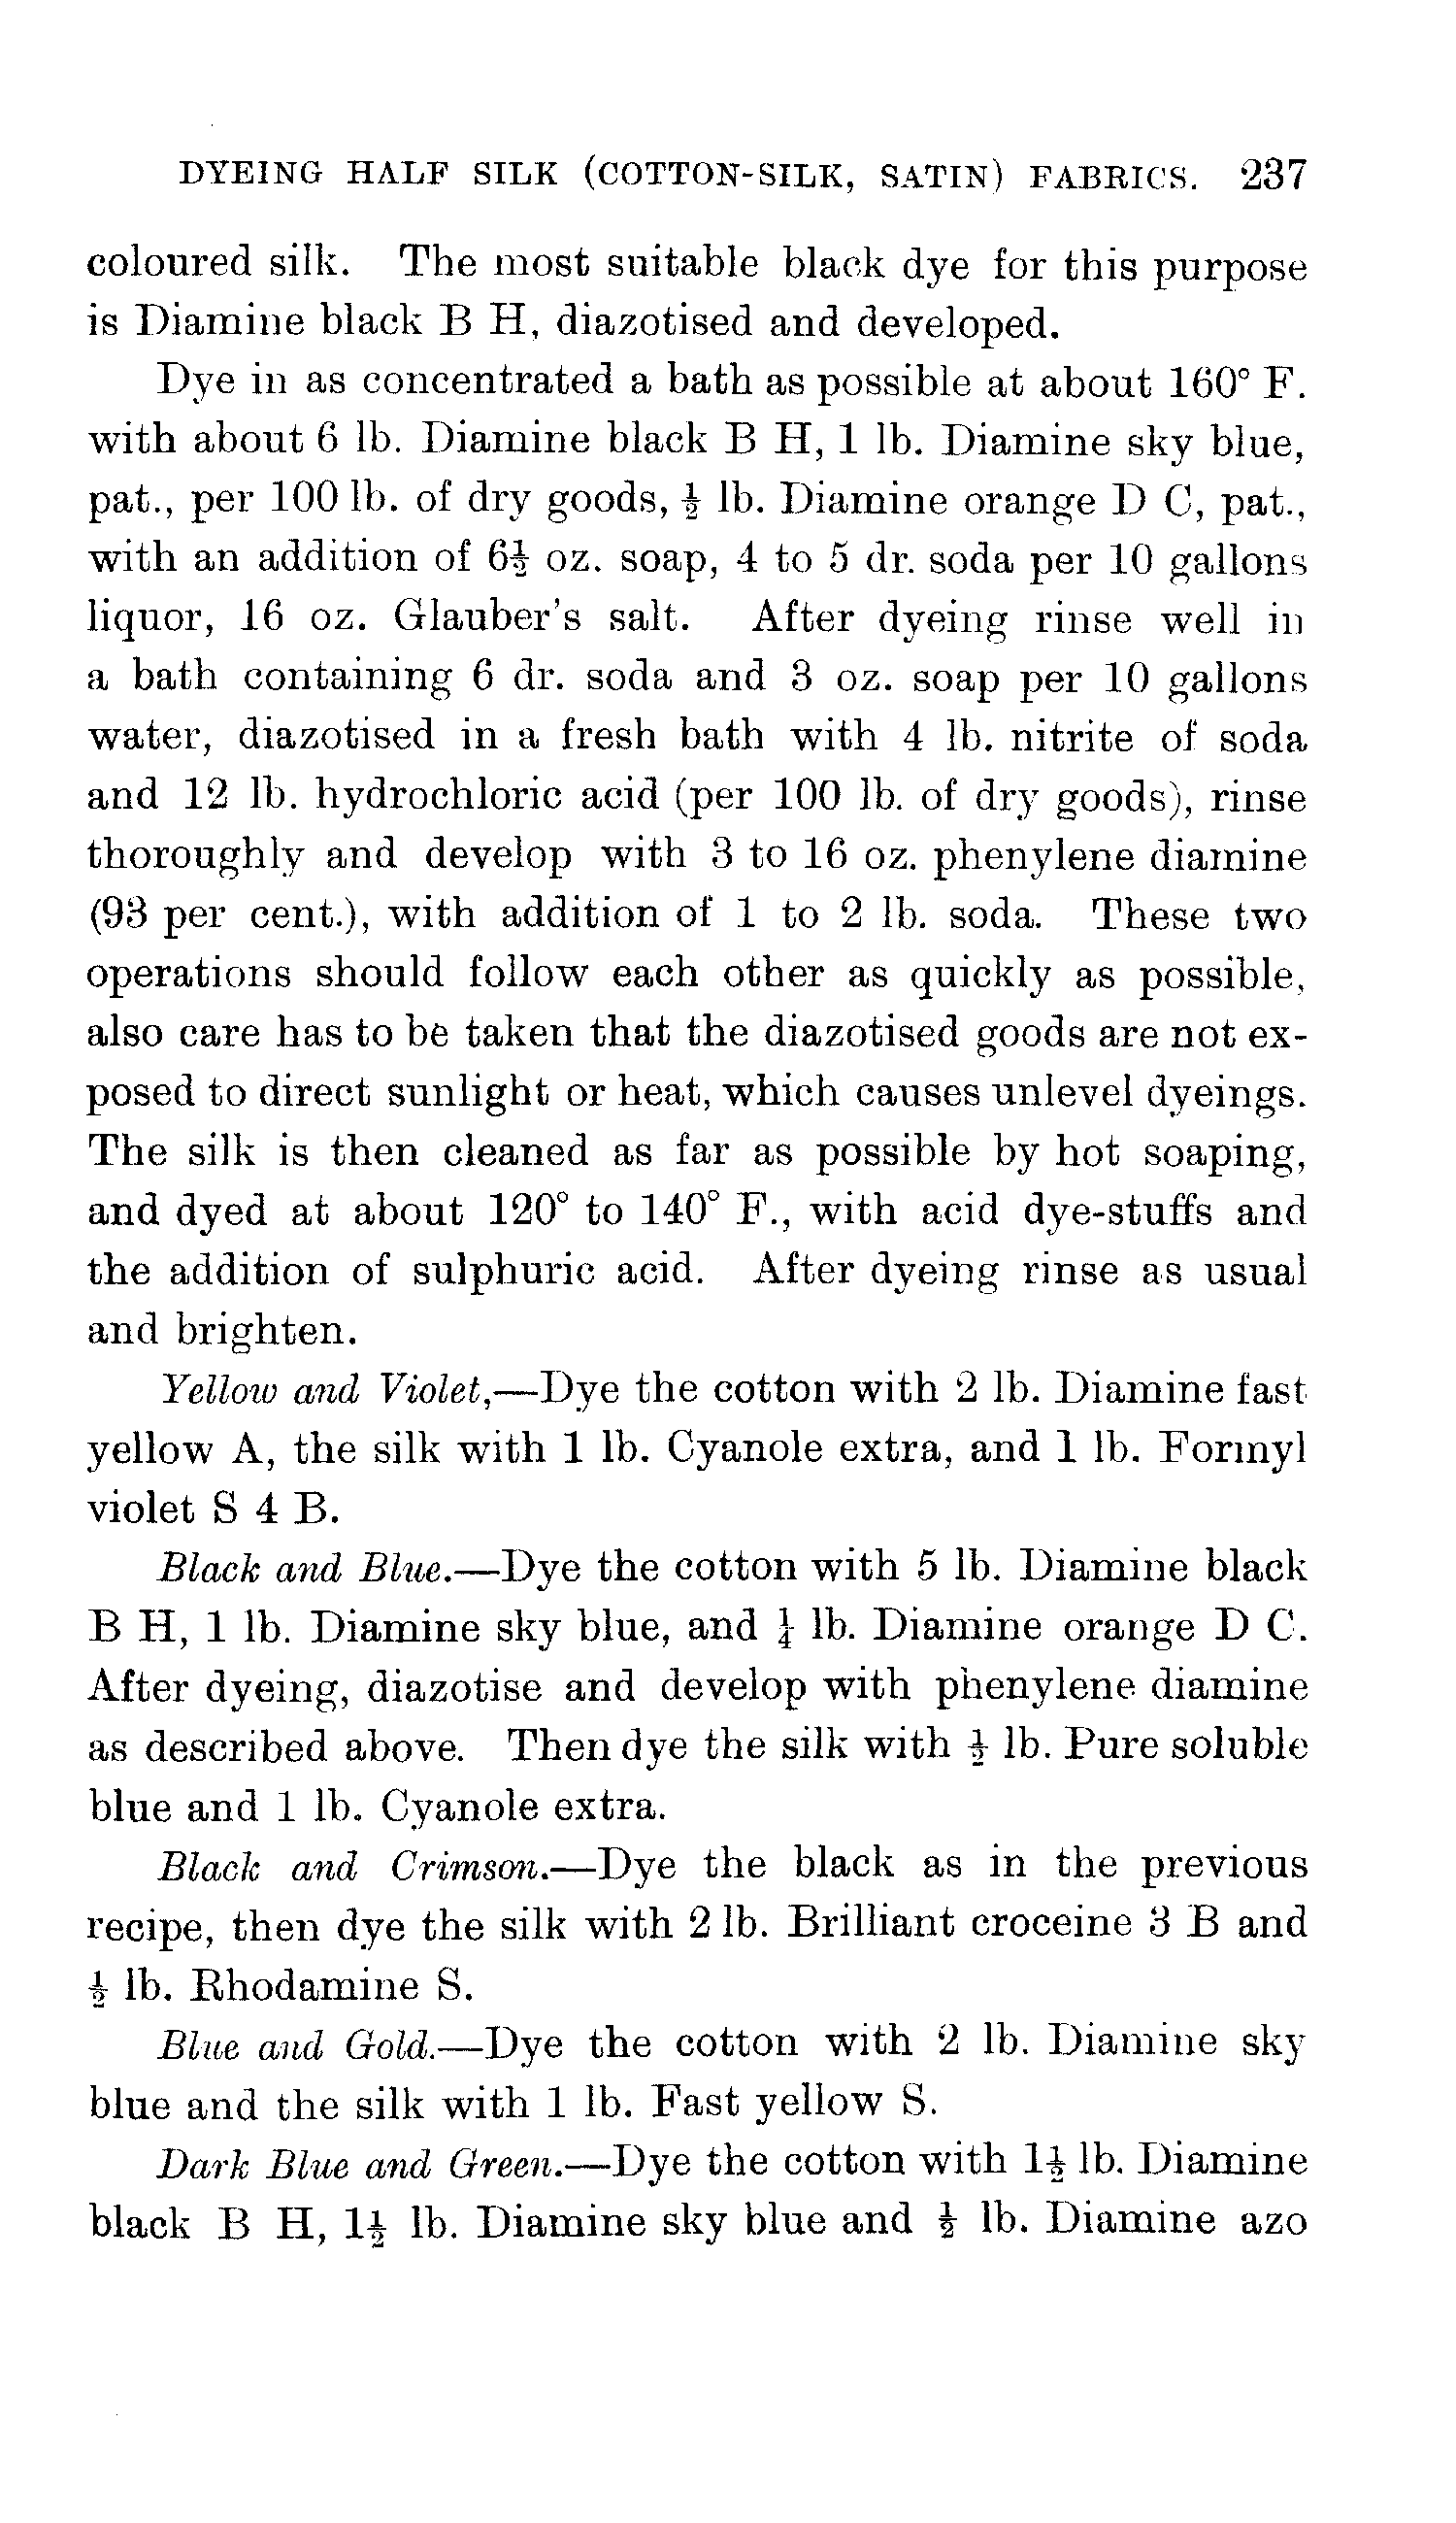 DYEING HALF SILK (COTTON-SILK, SATIN) FABRICS. 237
coloured silk. The most suitable black dye for this purpose
is Diamine black B H, diazotised and developed.
Dye in as concentrated a bath as possible at about 160° F.
with about 6 lb. Diamine black B H, 1 lb. Diamine sky blue,
pat., per 100 lb. of dry goods, ½ lb. Diamine orange D C, pat.,
with an addition of 6½ oz. soap, 4 to 5 dr. soda per 10 gallons
liquor, 16 oz. Glauber's salt. After dyeing rinse well in
a bath containing 6 dr. soda and 3 oz. soap per 10 gallons
water, diazotised in a fresh bath with 4 lb. nitrite of soda
and 12 lb. hydrochloric acid (per 100 lb. of dry goods), rinse
thoroughly and develop with 3 to 16 oz. phenylene diamine
(93 per cent.), with addition of 1 to 2 lb. soda. These two
operations should follow each other as quickly as possible,
also care has to be taken that the diazotised goods are not ex-
posed to direct sunlight or heat, which causes unlevel dyeings.
The silk is then cleaned as far as possible by hot soaping,
and dyed at about 120° to 140° F., with acid dye-stuffs and
the addition of sulphuric acid. After dyeing rinse as usual
and brighten.
Yellow and Violet,—Dye the cotton with 2 lb. Diamine fast
yellow A, the silk with 1 lb. Cyanole extra, and 1 lb. Formyl
violet S 4 B.
Black and Blue.—Dye the cotton with 5 lb. Diamine black
B H, 1 lb. Diamine sky blue, and ¼ lb. Diamine orange D C.
After dyeing, diazotise and develop with phenylene diamine
as described above. Then dye the silk with ½ lb. Pure soluble
blue and 1 lb. Cyanole extra.
Black and Crimson.—Dye the black as in the previous
recipe, then dye the silk with 2 lb. Brilliant croceine 3 B and
½ lb. Rhodamine S.
Blue and Gold.—Dye the cotton with 2 lb. Diamine sky
blue and the silk with 1 lb. Fast yellow S.
Dark Blue and Green.—Dye the cotton with 1½ lb. Diamine
black B H, 1½ lb. Diamine sky blue and ½ lb. Diamine azo